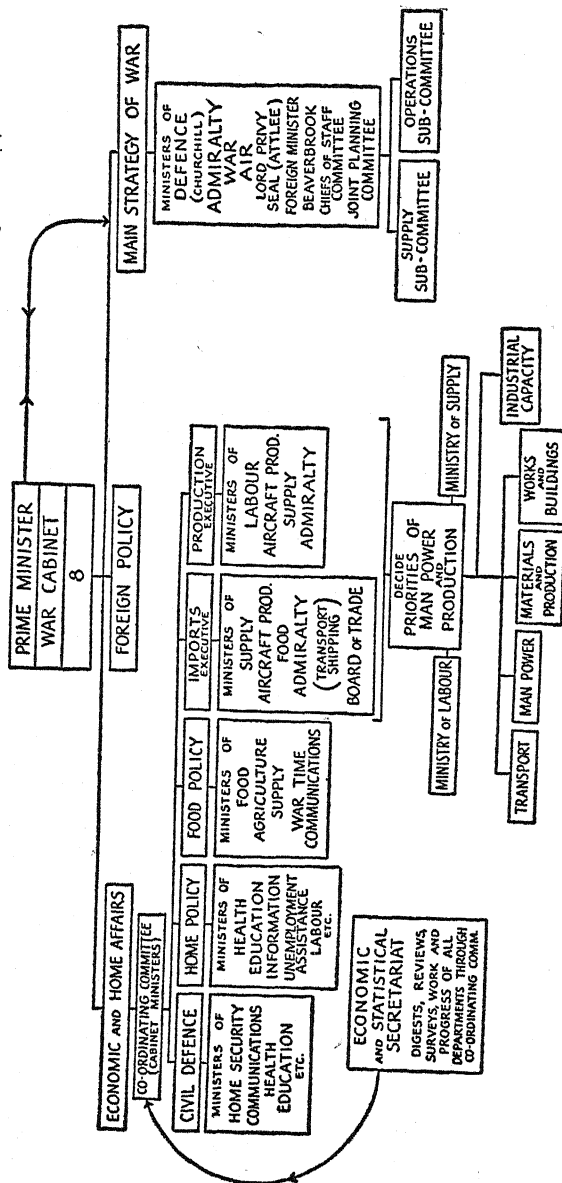 PRIME MINISTER
WAR CABINET
8
ECONOMIC AND HOME AFFAIRS
CO-ORDINATING COMMITTEE
(CABINET MINISTERS)
FOREIGN POLICY
MAIN STRATEGY OF WAR
CIVIL DEFENCE
MINISTERS OF
HOME SECURITY
COMMUNICATIONS
HEALTH
EDUCATION
ETC.
HOME POLICY
MINISTERS OF
HEALTH
EDUCATION
INFORMATION
UNEMPLOYMENT
ASSISTANCE
LABOUR
ETC.
FOOD POLICY
MINISTERS OF
FOOD
AGRICULTURE
SUPPLY
WAR TIME
COMMUNICATIONS
IMPORTS
EXECUTIVE
MINISTERS OF
SUPPLY
AIRCRAFT PROD.
FOOD
ADMIRALTY
(TRANSPORT
SHIPPING)
BOARD OF TRADE
PRODUCTION
EXECUTIVE
MINISTERS OF
LABOUR
AIRCRAFT PROD.
SUPPLY
ADMIRALTY
MINISTERS OF
DEFENCE
(CHURCHILL)
ADMIRALTY
WAR
AIR
LORD PRIVY
SEAL (ATTLEE)
FOREIGN MINISTER
BEAVERBROOK
CHIEFS OF STAFF
COMMITTEE
JOINT PLANNING
COMMITTEE
SUPPLY
SUB-COMMITTEE
OPERATIONS
SUB-COMMITTEE
ECONOMIC
AND STATISTICAL
SECRETARIAT
DIGESTS, REVIEWS,
SURVEYS, WORK AND
PROGRESS OF ALL
DEPARTMENTS THROUGH
CO-ORDINATING COMM.
MINISTRY OF LABOUR
DECIDE
PRIORITIES OF
MAN POWER
AND
PRODUCTION
MINISTRY OF SUPPLY
TRANSPORT
MAN POWER
MATERIALS
AND
PRODUCTION
WORKS
AND
BUILDINGS
INDUSTRIAL
CAPACITY